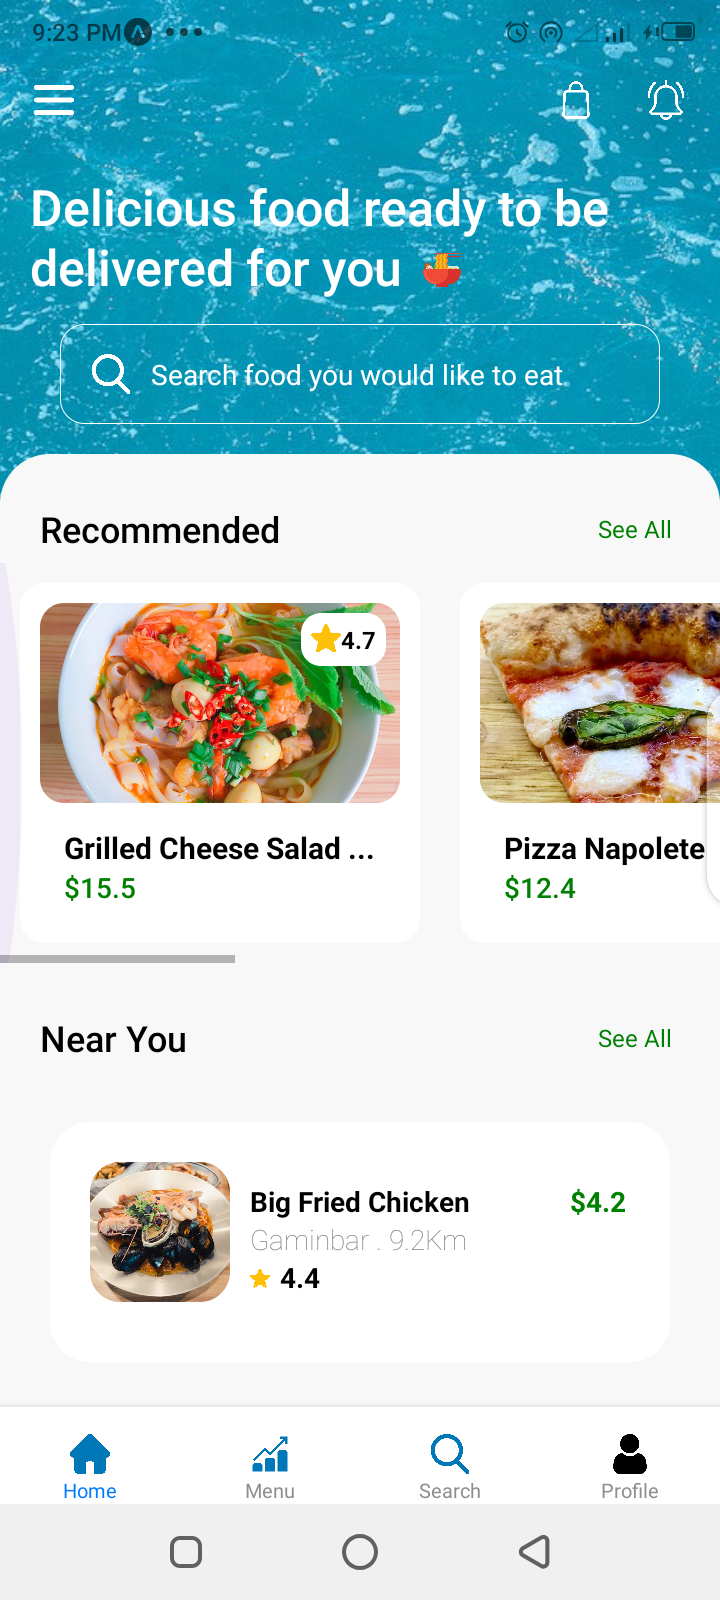 9:23 PM
Delicious food ready to be
delivered for you
Search food you would like to eat
Recommended
See All
4.7
Grilled Cheese Salad ...
$15.5
Pizza Napolete
$12.4
Near You
See All
Big Fried Chicken
$4.2
Gaminbar . 9.2Km
4.4
Home
Menu
Search
Profile